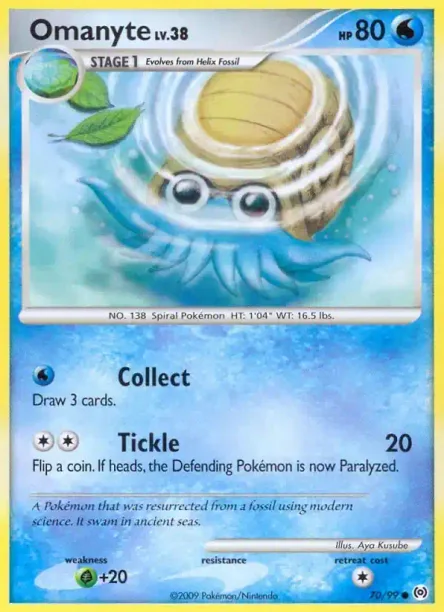 Omanyte LV.38 HP 80
STAGE 1 Evolves from Helix Fossil
NO. 138 Spiral Pokémon HT: 1'04" WT: 16.5 lbs.
Collect
Draw 3 cards.
Tickle 20
Flip a coin. If heads, the Defending Pokémon is now Paralyzed.
A Pokémon that was resurrected from a fossil using modern
science. It swam in ancient seas.
Illus. Aya Kusube
weakness resistance retreat cost
+20
©2009 Pokémon/Nintendo 70/99